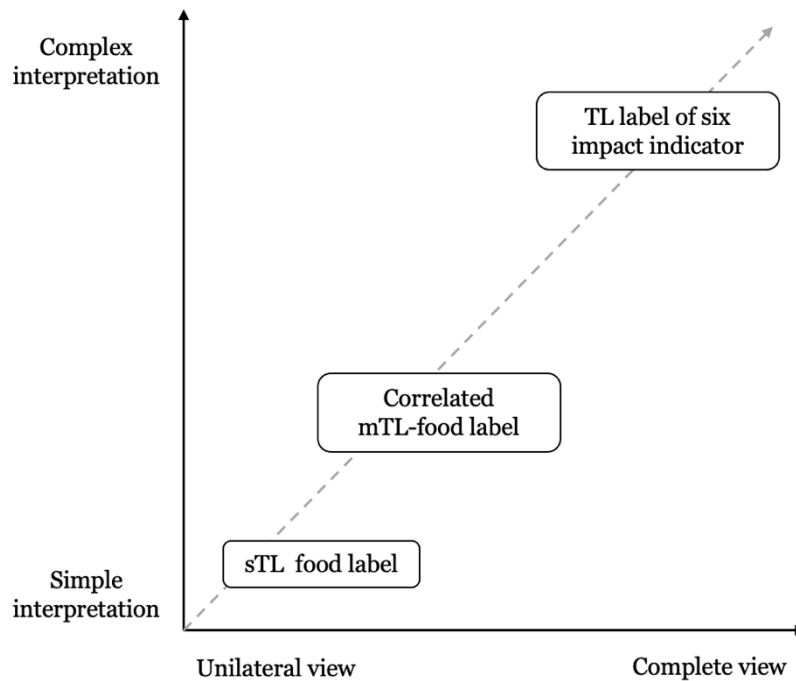 Complex
interpretation
TL label of six
impact indicator
Correlated
mTL-food label
sTL food label
Simple
interpretation
Unilateral view
Complete view